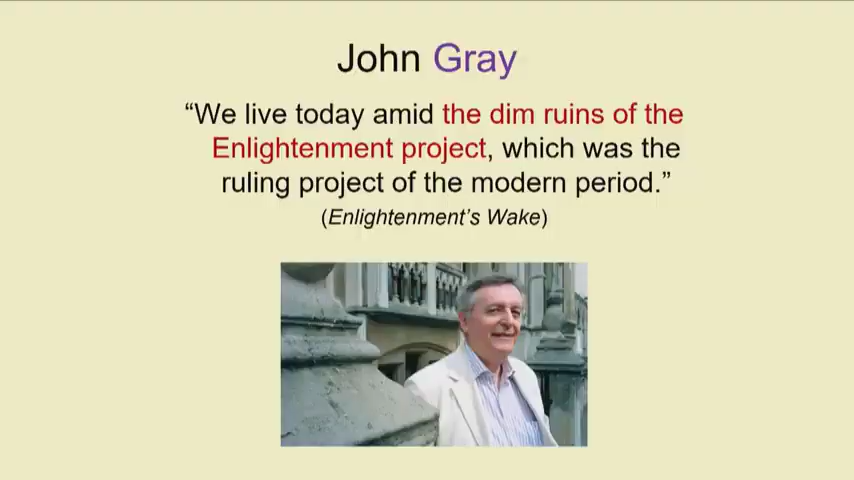 John Gray
“We live today amid the dim ruins of the
Enlightenment project, which was the
ruling project of the modern period.”
(Enlightenment’s Wake)